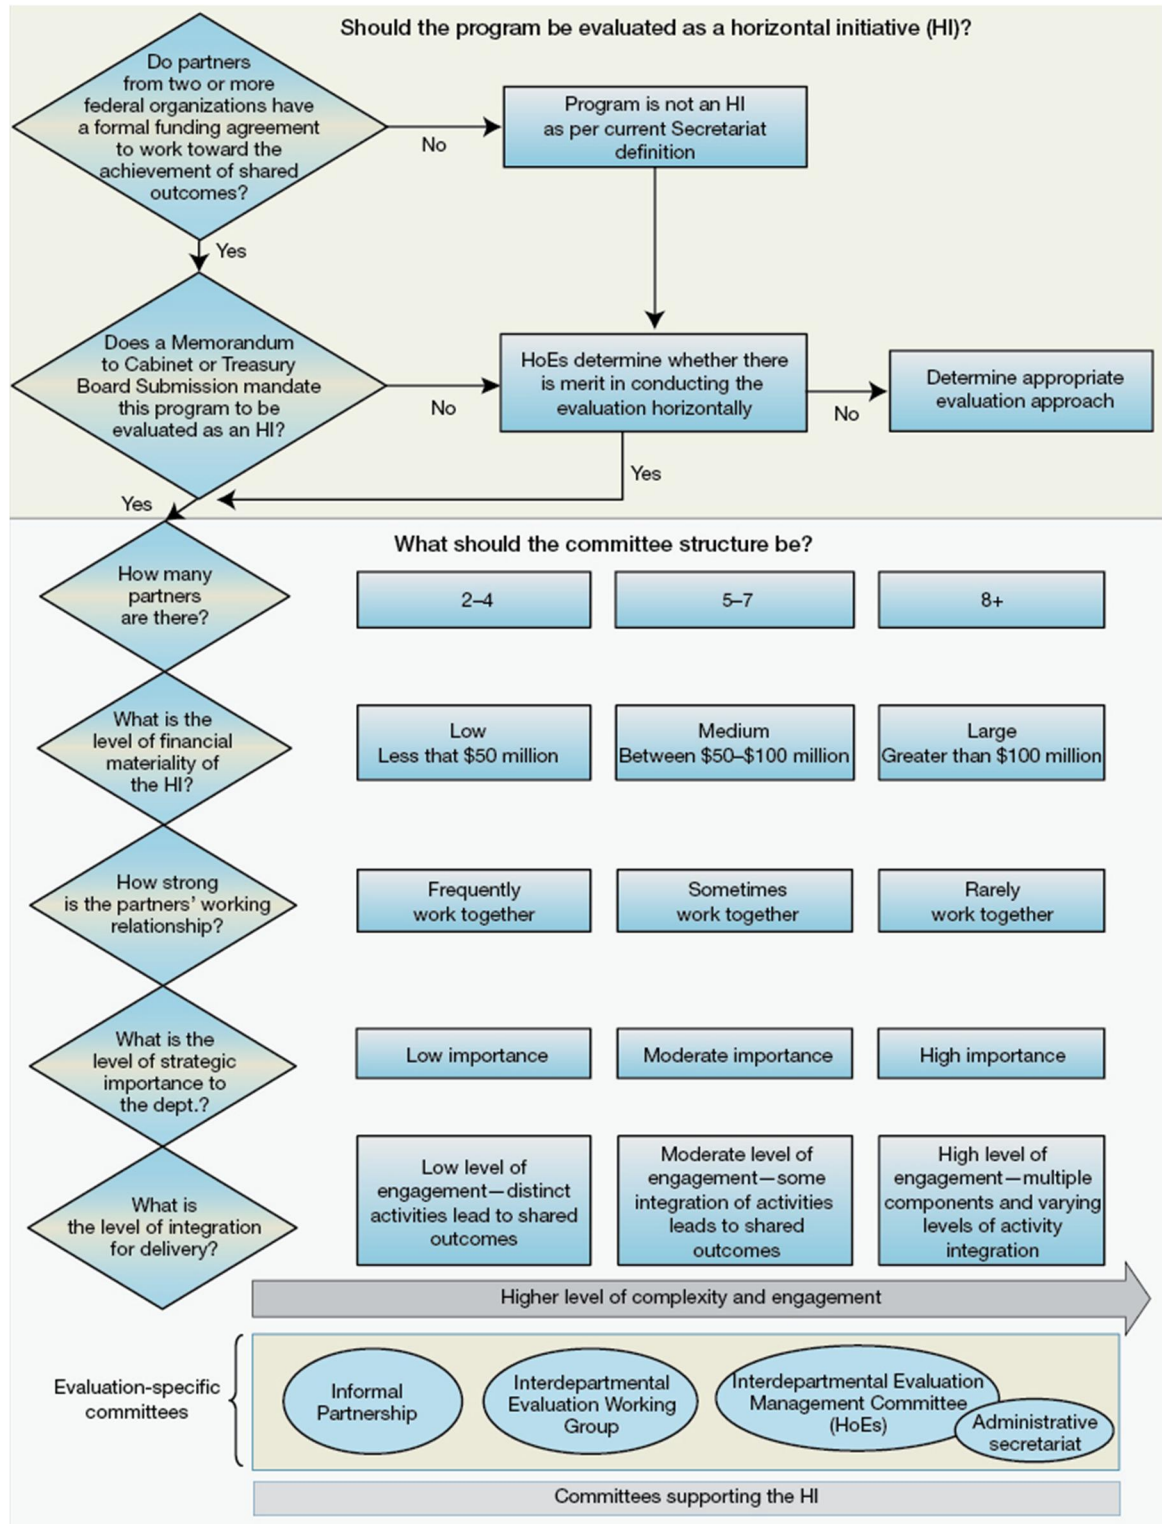 Should the program be evaluated as a horizontal initiative (HI)?
Do partners
from two or more
federal organizations have
a formal funding agreement
to work toward the
achievement of shared
outcomes?
No
Program is not an HI
as per current Secretariat
definition
Yes
Does a Memorandum
to Cabinet or Treasury
Board Submission mandate
this program to be
evaluated as an HI?
No
HoEs determine whether there
is merit in conducting the
evaluation horizontally
No
Determine appropriate
evaluation approach
Yes
Yes
What should the committee structure be?
How many
partners
are there?
2–4
5–7
8+
What is the
level of financial
materiality of
the HI?
Low
Less that $50 million
Medium
Between $50–$100 million
Large
Greater than $100 million
How strong
is the partners’ working
relationship?
Frequently
work together
Sometimes
work together
Rarely
work together
What is the
level of strategic
importance to
the dept.?
Low importance
Moderate importance
High importance
What is
the level of integration
for delivery?
Low level of
engagement—distinct
activities lead to shared
outcomes
Moderate level of
engagement—some
integration of activities
leads to shared
outcomes
High level of
engagement—multiple
components and varying
levels of activity
integration
Higher level of complexity and engagement
Evaluation-specific
committees
Informal
Partnership
Interdepartmental
Evaluation Working
Group
Interdepartmental Evaluation
Management Committee
(HoEs)
Administrative
secretariat
Committees supporting the HI